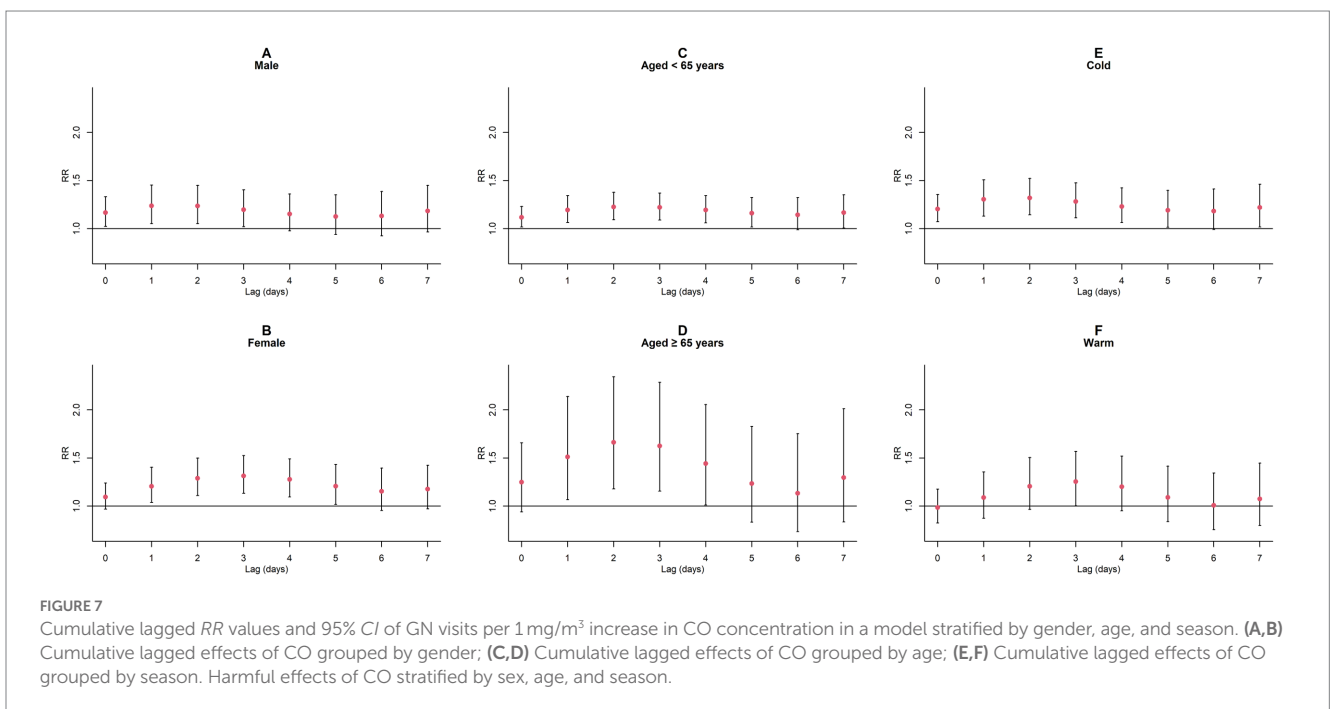 A
Male
RR
2.0
1.5
1.0
0 1 2 3 4 5 6 7
Lag (days)
C
Aged < 65 years
RR
2.0
1.5
1.0
0 1 2 3 4 5 6 7
Lag (days)
E
Cold
RR
2.0
1.5
1.0
0 1 2 3 4 5 6 7
Lag (days)
B
Female
RR
2.0
1.5
1.0
0 1 2 3 4 5 6 7
Lag (days)
D
Aged ≥ 65 years
RR
2.0
1.5
1.0
0 1 2 3 4 5 6 7
Lag (days)
F
Warm
RR
2.0
1.5
1.0
0 1 2 3 4 5 6 7
Lag (days)
FIGURE 7
Cumulative lagged RR values and 95% CI of GN visits per 1 mg/m³ increase in CO concentration in a model stratified by gender, age, and season. (A,B)
Cumulative lagged effects of CO grouped by gender; (C,D) Cumulative lagged effects of CO grouped by age; (E,F) Cumulative lagged effects of CO
grouped by season. Harmful effects of CO stratified by sex, age, and season.